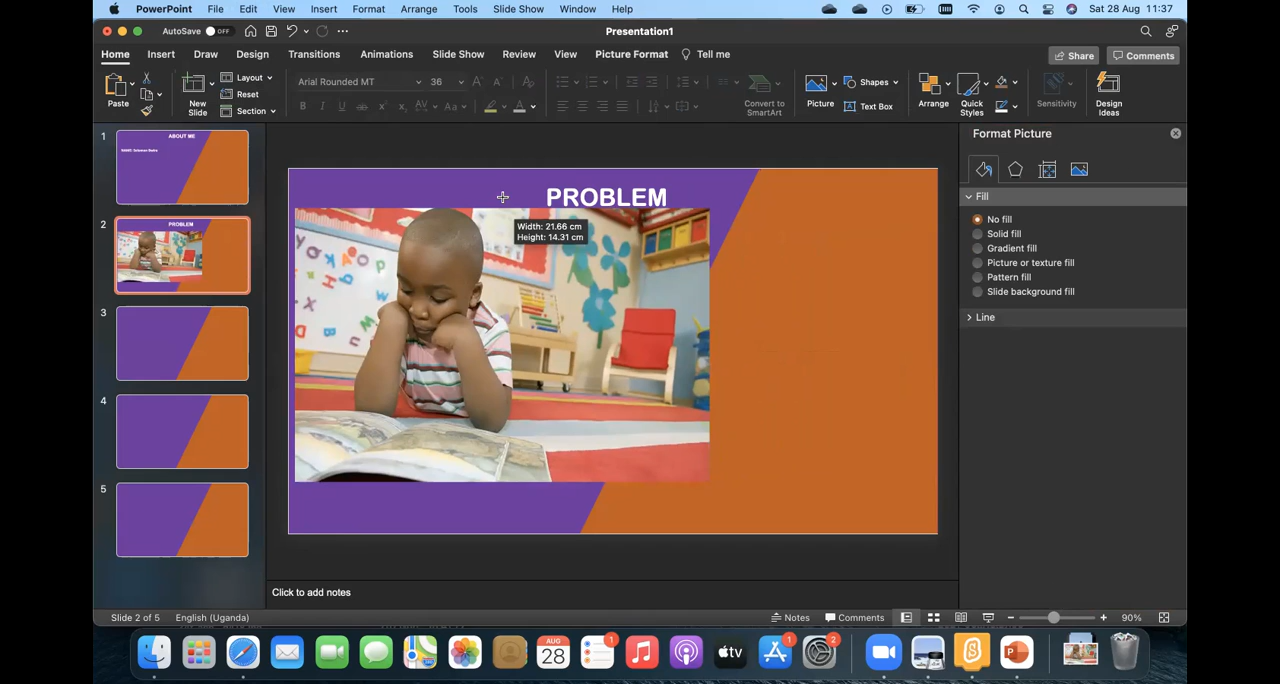 PowerPoint File Edit View Insert Format Arrange Tools Slide Show Window Help Sat 28 Aug 11:37
AutoSave OFF Presentation1
Home Insert Draw Design Transitions Animations Slide Show Review View Picture Format Tell me Share Comments
Paste New Slide Layout Reset Section Arial Rounded MT 36 Convert to SmartArt Picture Shapes Text Box Arrange Quick Styles Sensitivity Design Ideas
1
ABOUT ME
2
PROBLEM
3
4
5
PROBLEM
Width: 21.66 cm
Height: 14.31 cm
Format Picture
Fill
No fill
Solid fill
Gradient fill
Picture or texture fill
Pattern fill
Slide background fill
Line
Click to add notes
Slide 2 of 5 English (Uganda) Notes Comments 90%
AUG
28
1
1
2
tv